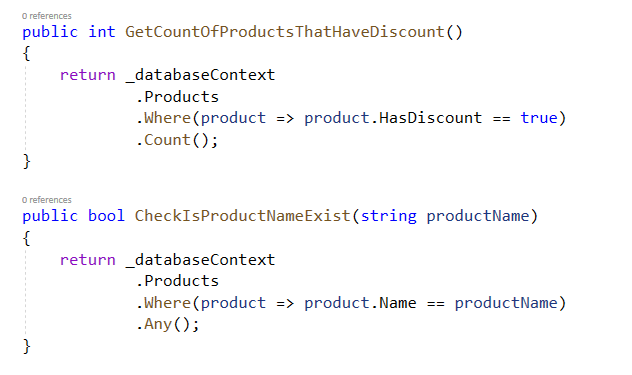 0 references
public int GetCountOfProductsThatHaveDiscount()
{
return _databaseContext
.Products
.Where(product => product.HasDiscount == true)
.Count();
}
0 references
public bool CheckIsProductNameExist(string productName)
{
return _databaseContext
.Products
.Where(product => product.Name == productName)
.Any();
}